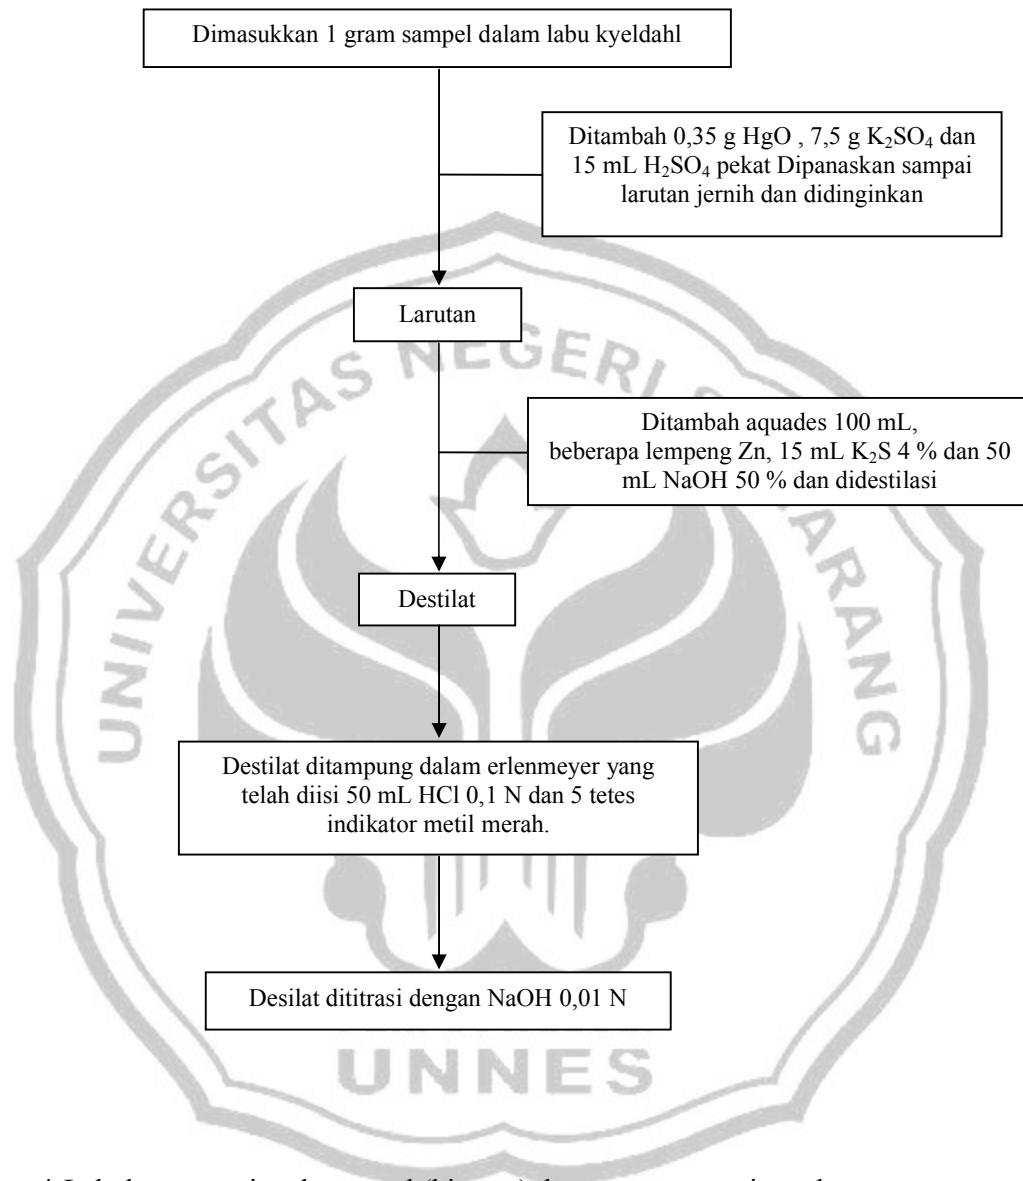 Dimasukkan 1 gram sampel dalam labu kyeldahl
Ditambah 0,35 g HgO , 7,5 g K₂SO₄ dan
15 mL H₂SO₄ pekat Dipanaskan sampai
larutan jernih dan didinginkan
Larutan
Ditambah aquades 100 mL,
beberapa lempeng Zn, 15 mL K₂S 4 % dan 50
mL NaOH 50 % dan didestilasi
Destilat
Destilat ditampung dalam erlenmeyer yang
telah diisi 50 mL HCl 0,1 N dan 5 tetes
indikator metil merah.
Desilat dititrasi dengan NaOH 0,01 N
UNIVERSITAS NEGERI S ARANG
UNNES